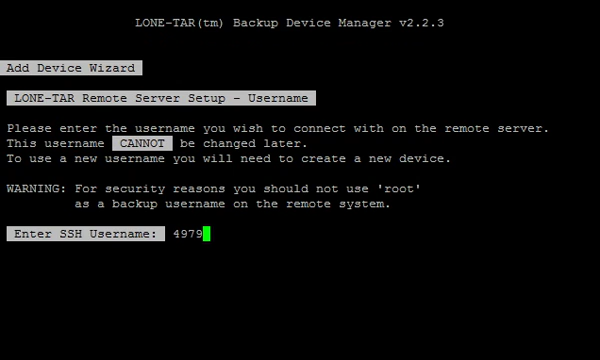 LONE-TAR(tm) Backup Device Manager v2.2.3
Add Device Wizard
LONE-TAR Remote Server Setup - Username
Please enter the username you wish to connect with on the remote server.
This username CANNOT be changed later.
To use a new username you will need to create a new device.
WARNING: For security reasons you should not use 'root'
as a backup username on the remote system.
Enter SSH Username: 4979